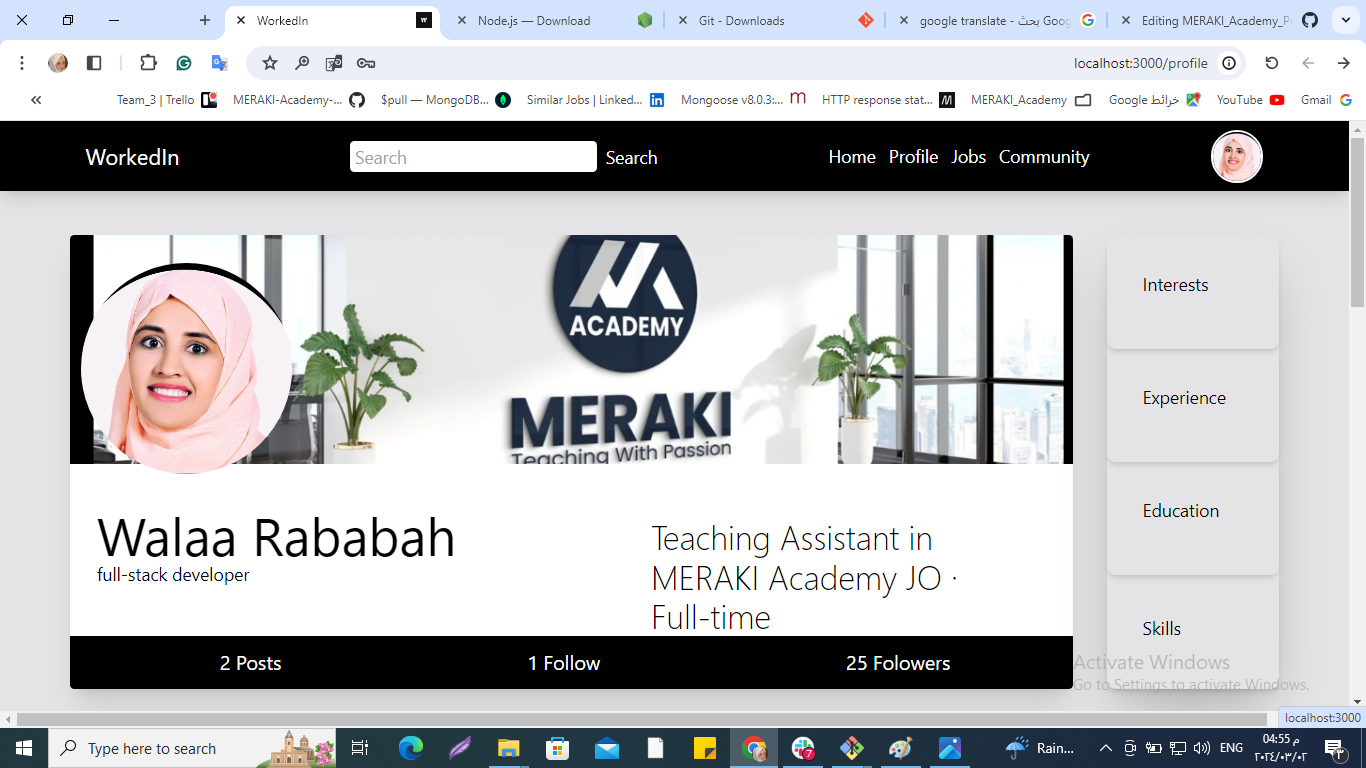 WorkedIn
Node.js — Download
Git - Downloads
google translate - بحث Goog
Editing MERAKI_Academy_P
localhost:3000/profile
Team_3 | Trello
MERAKI-Academy-...
$pull — MongoDB...
Similar Jobs | Linked...
Mongoose v8.0.3:...
HTTP response stat...
MERAKI_Academy
خرائط Google
YouTube
Gmail
WorkedIn
Search
Search
Home
Profile
Jobs
Community
ACADEMY
MERAKI
Teaching With Passion
Walaa Rababah
full-stack developer
Teaching Assistant in
MERAKI Academy JO ·
Full-time
2 Posts
1 Follow
25 Folowers
Interests
Experience
Education
Skills
Activate Windows
Go to Settings to activate Windows.
localhost:3000
Type here to search
7
Rain...
ENG
04:55 م
٢٠٢٤/٠٣/٠٢
٣